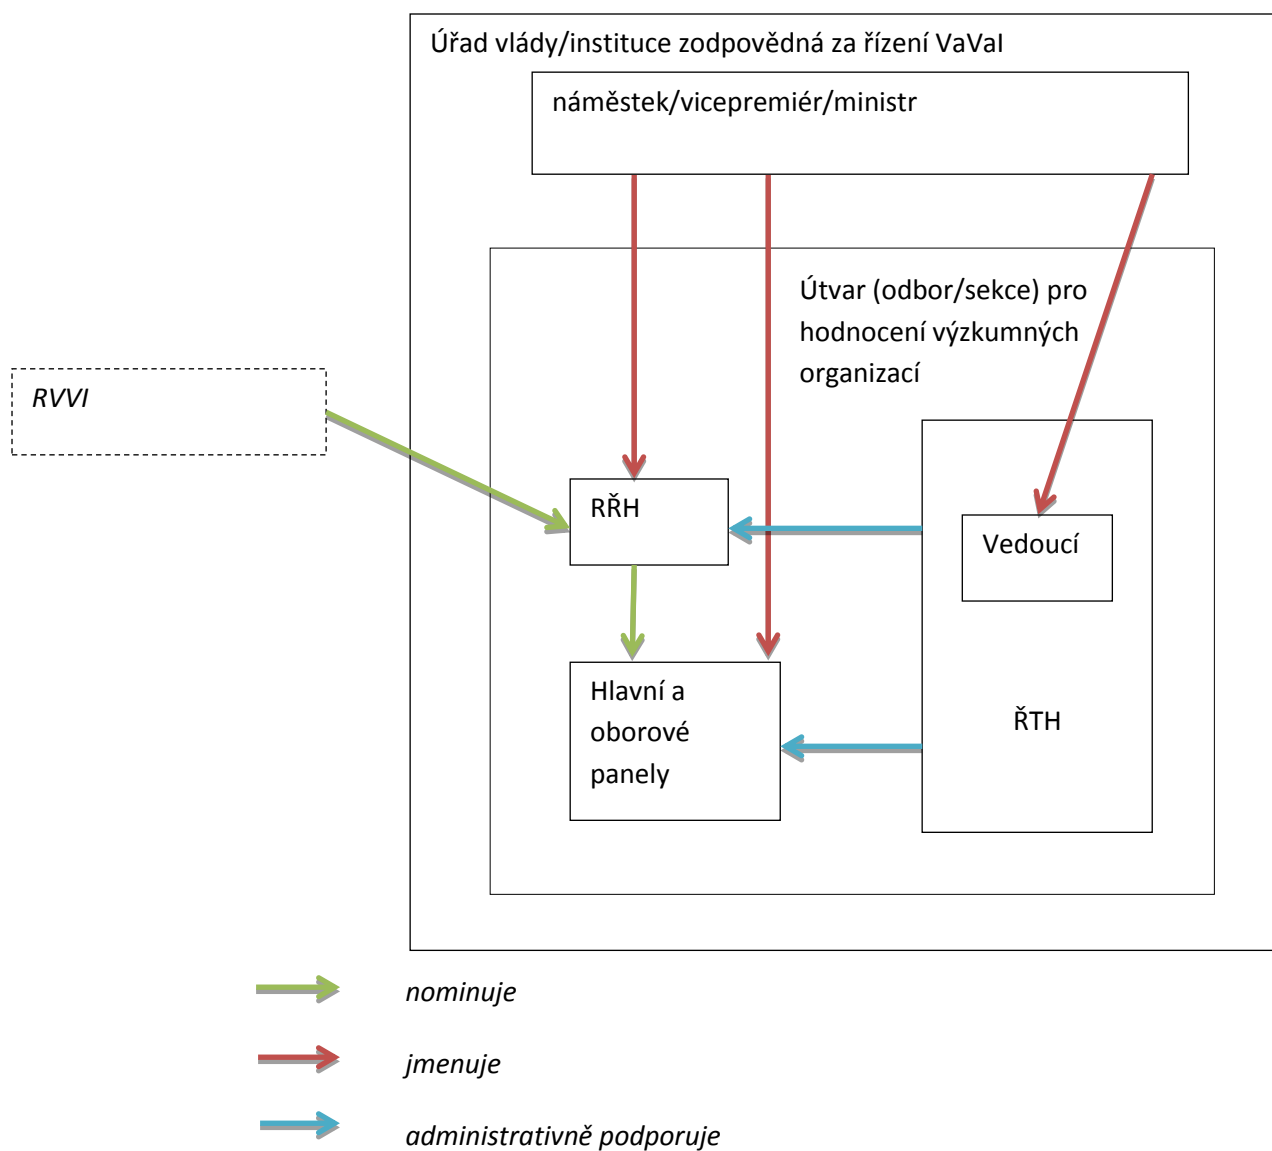 Úřad vlády/instituce zodpovědná za řízení VaVaI
náměstek/vicepremiér/ministr
Útvar (odbor/sekce) pro
hodnocení výzkumných
organizací
RVVI
RŘH
Vedoucí
Hlavní a
oborové
panely
ŘTH
nominuje
jmenuje
administrativně podporuje